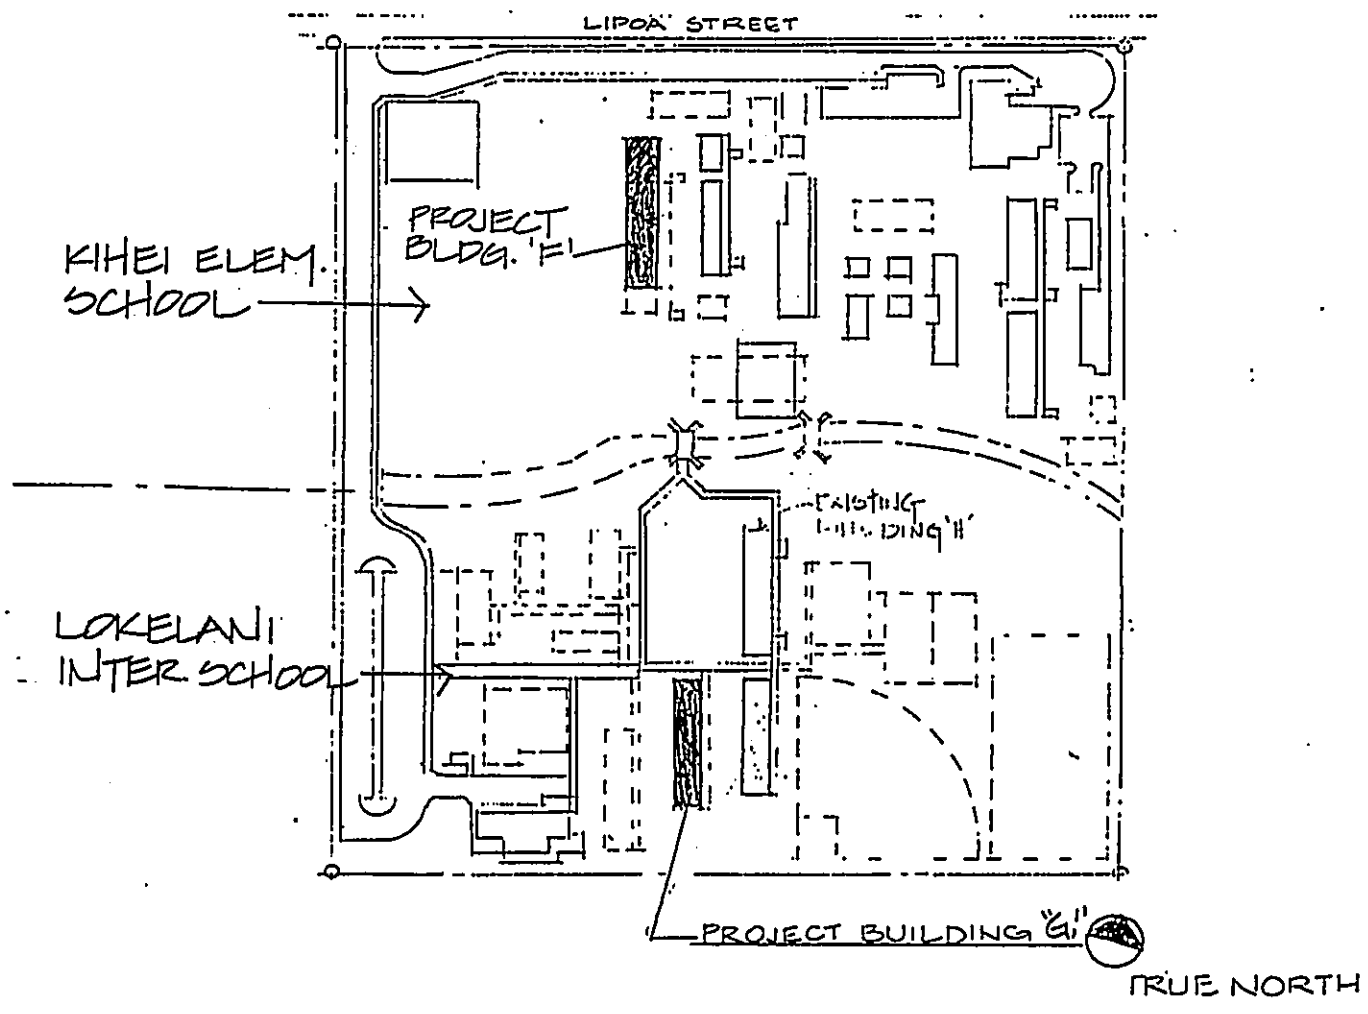 LIPOA STREET
PROJECT
BLDG. 'F'
KIHEI ELEM.
SCHOOL
EXISTING
BUILDING 'H'
LOKELANI
INTER. SCHOOL
PROJECT BUILDING "G"
TRUE NORTH